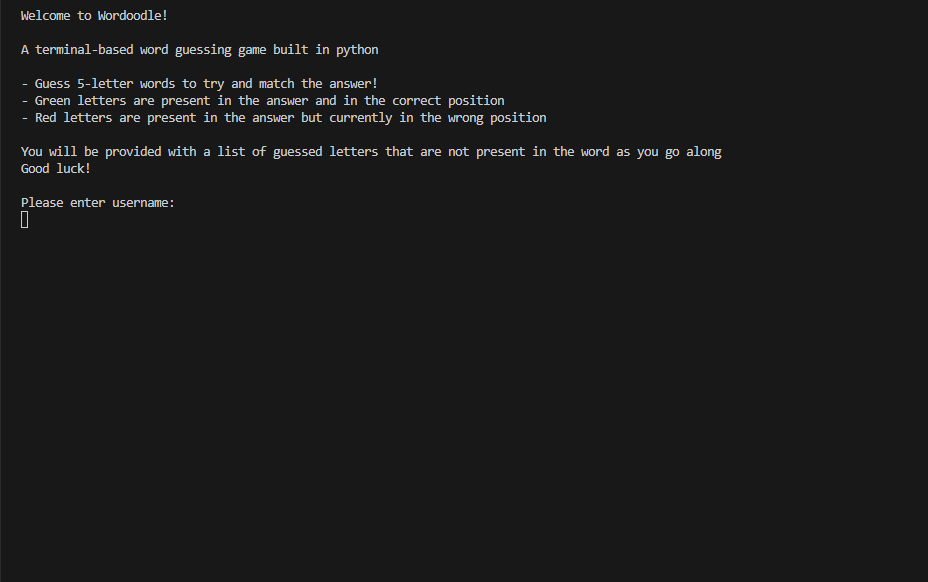 Welcome to Wordoodle!
A terminal-based word guessing game built in python
- Guess 5-letter words to try and match the answer!
- Green letters are present in the answer and in the correct position
- Red letters are present in the answer but currently in the wrong position
You will be provided with a list of guessed letters that are not present in the word as you go along
Good luck!
Please enter username: